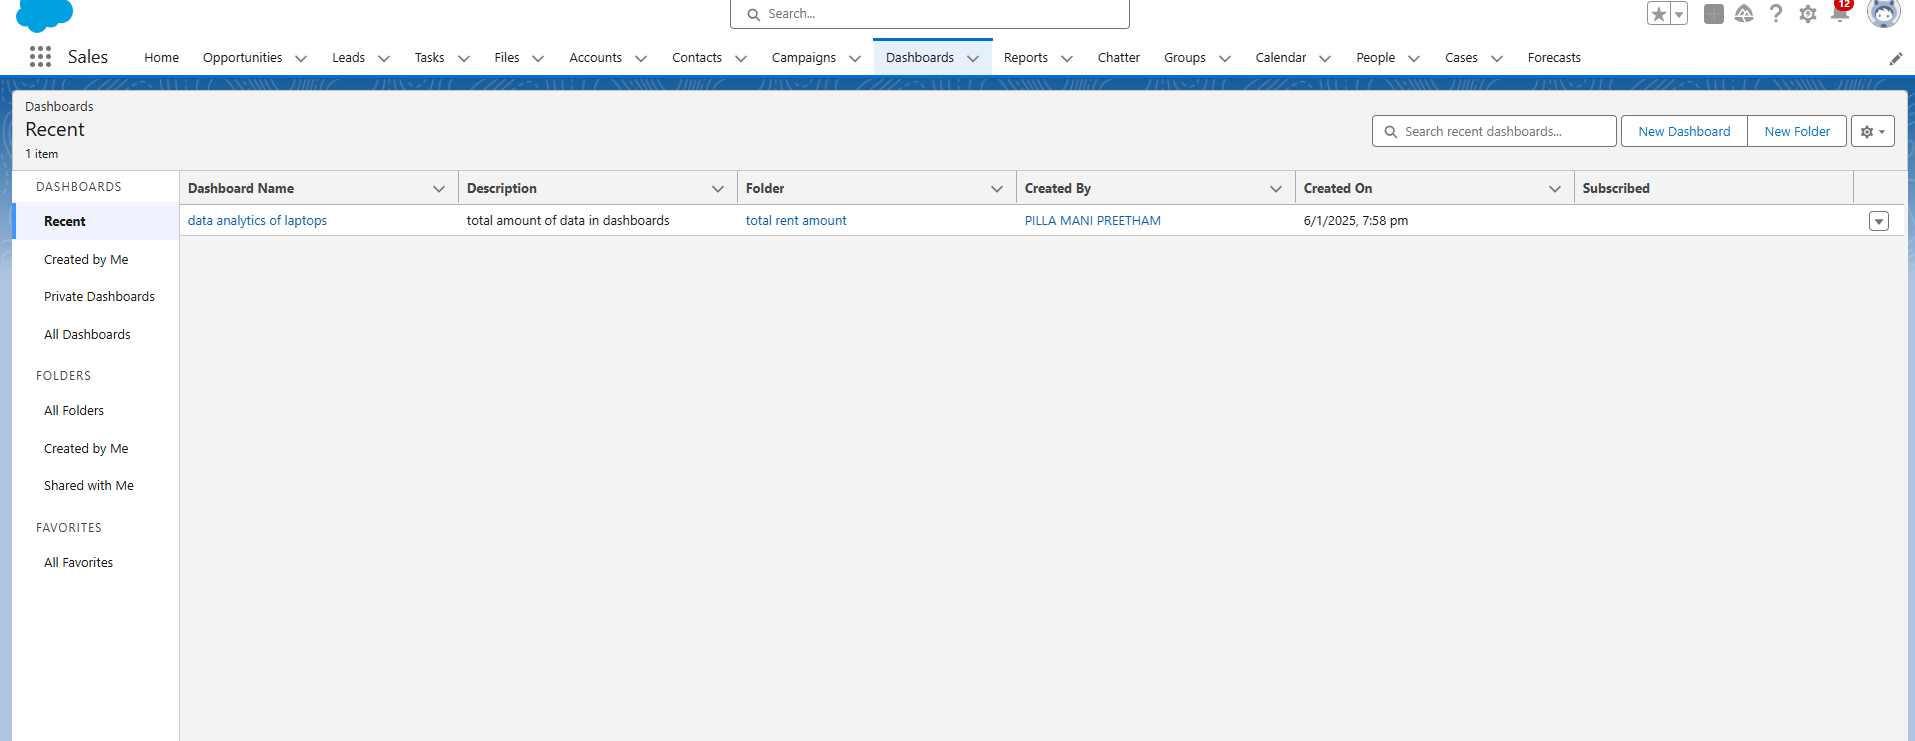 Search...
12
Sales Home Opportunities Leads Tasks Files Accounts Contacts Campaigns Dashboards Reports Chatter Groups Calendar People Cases Forecasts
Dashboards
Recent
1 item
Search recent dashboards...
New Dashboard
New Folder
DASHBOARDS
Recent
Created by Me
Private Dashboards
All Dashboards
FOLDERS
All Folders
Created by Me
Shared with Me
FAVORITES
All Favorites
Dashboard Name Description Folder Created By Created On Subscribed
data analytics of laptops total amount of data in dashboards total rent amount PILLA MANI PREETHAM 6/1/2025, 7:58 pm